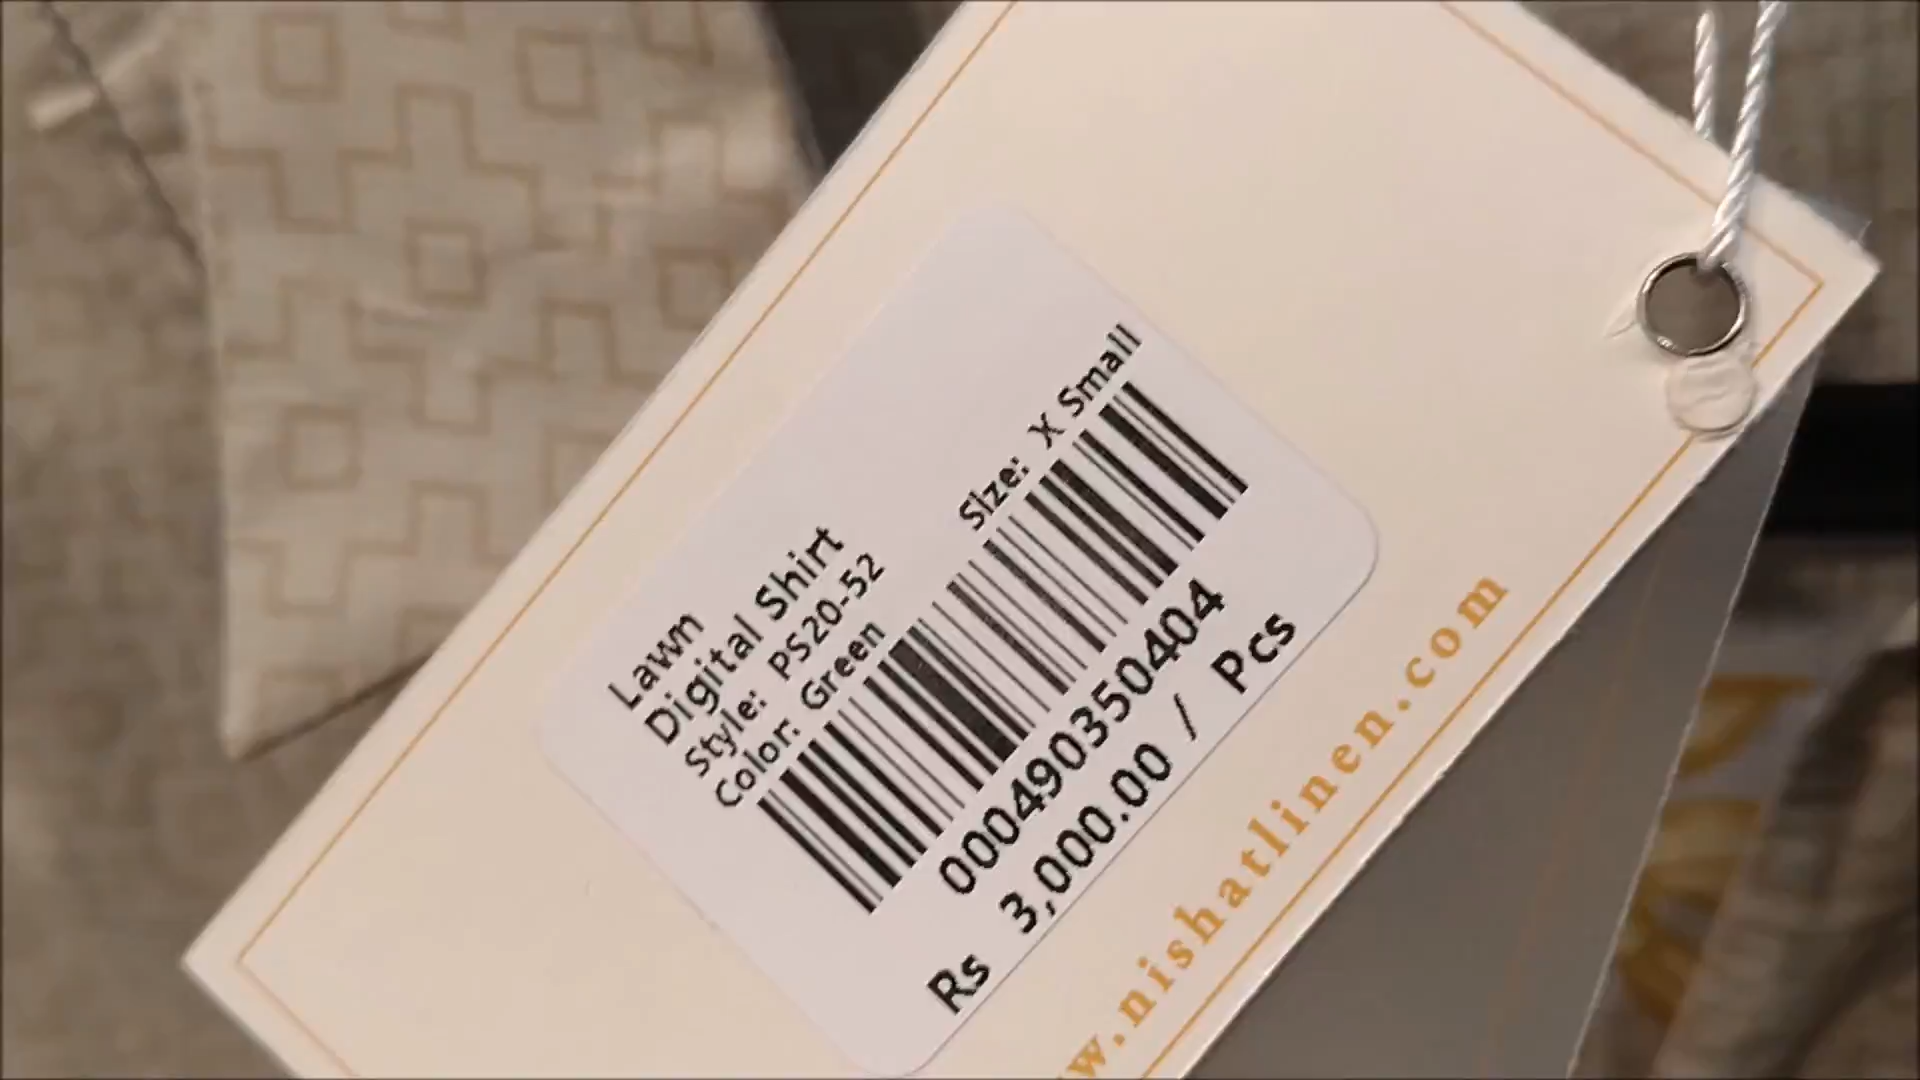 Lawn
Digital Shirt
Style: PS20-52
Color: Green
Size: X Small
000490350404
Rs 3,000.00 / Pcs
w.nishatlinen.com